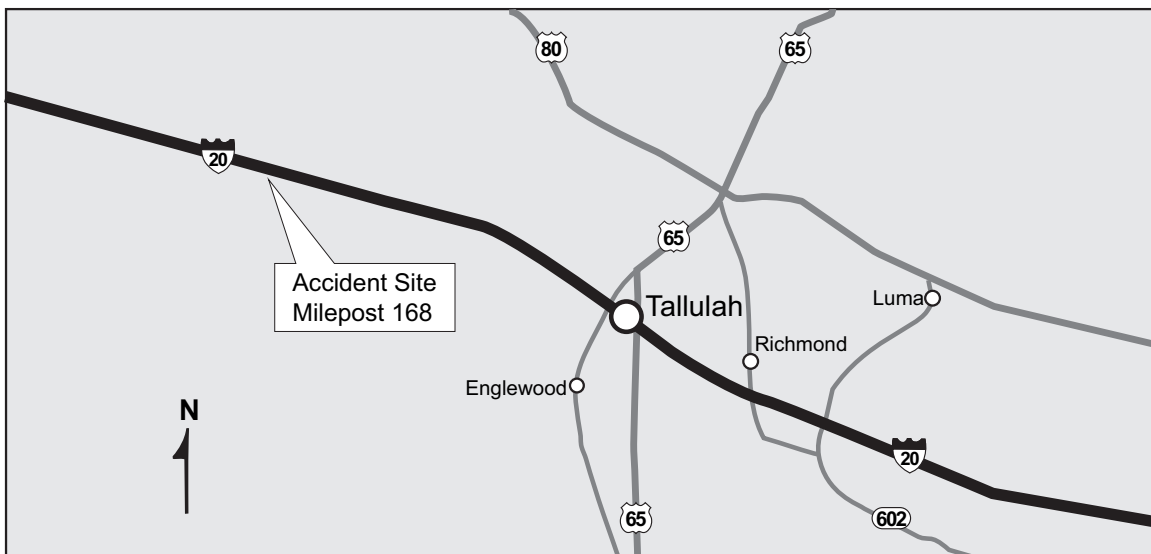 80
65
20
65
Accident Site
Milepost 168
Tallulah
Luma
Richmond
Englewood
N
20
65
602